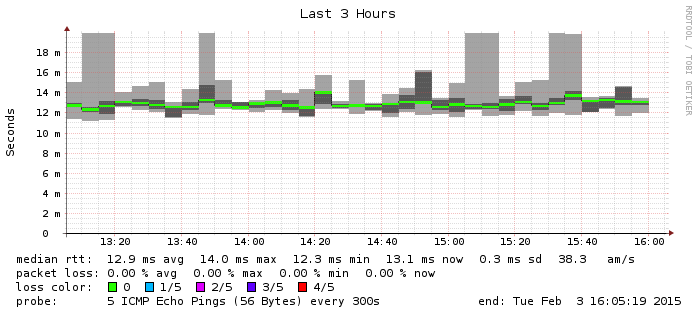 Last 3 Hours
RRDTOOL / TOBI OETIKER
Seconds
18 m
16 m
14 m
12 m
10 m
8 m
6 m
4 m
2 m
0
13:20 13:40 14:00 14:20 14:40 15:00 15:20 15:40 16:00
median rtt: 12.9 ms avg 14.0 ms max 12.3 ms min 13.1 ms now 0.3 ms sd 38.3 am/s
packet loss: 0.00 % avg 0.00 % max 0.00 % min 0.00 % now
loss color: 0 1/5 2/5 3/5 4/5
probe: 5 ICMP Echo Pings (56 Bytes) every 300s end: Tue Feb 3 16:05:19 2015